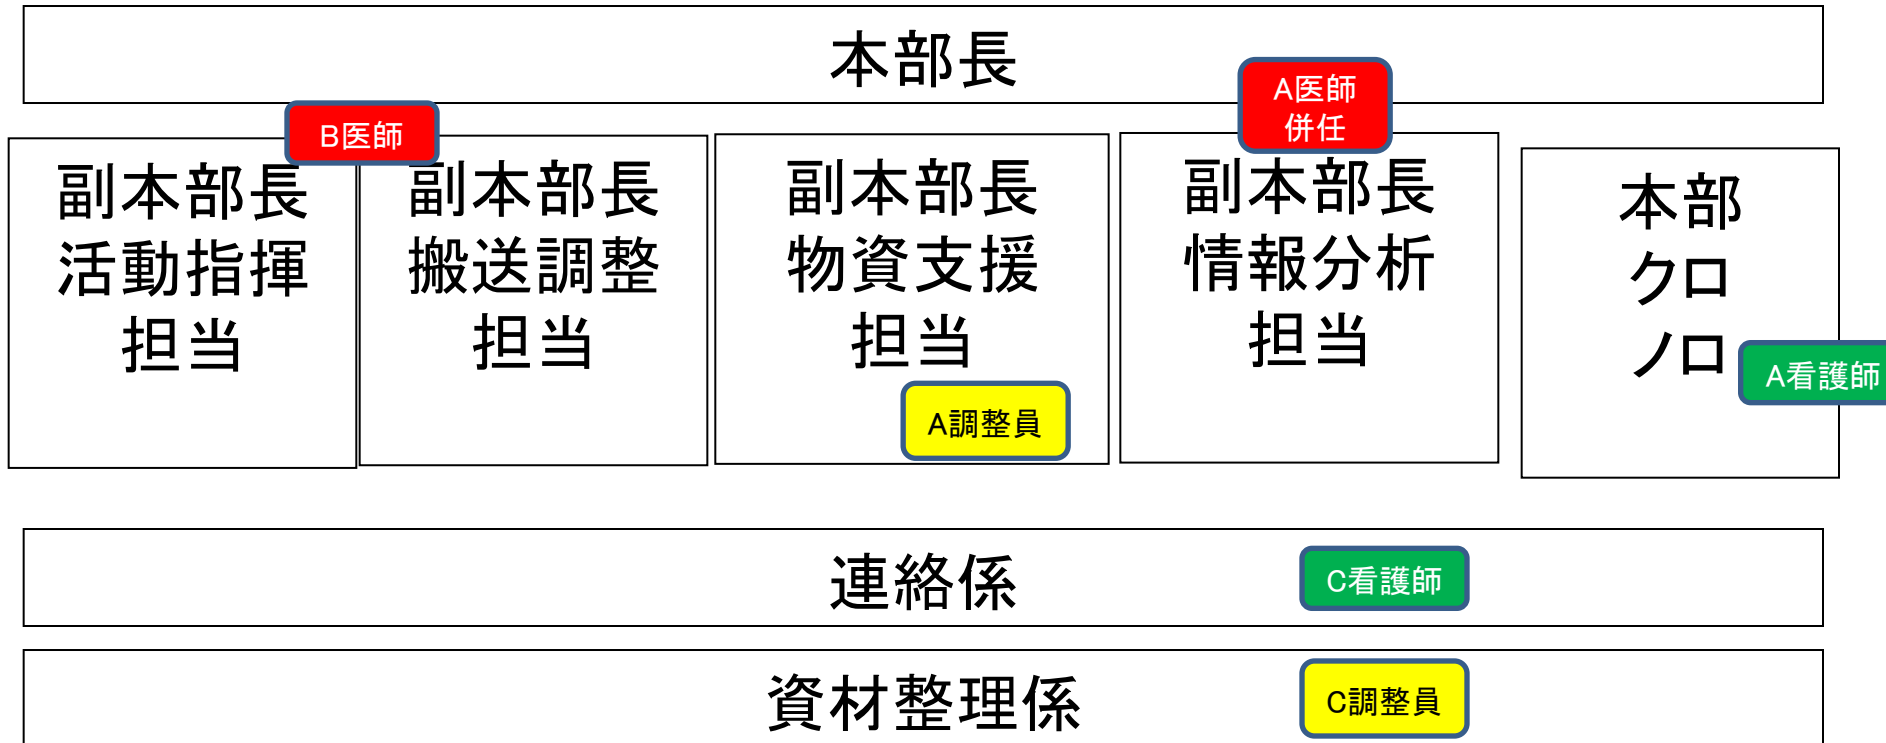 本部長
A医師
併任
B医師
副本部長
活動指揮
担当
副本部長
搬送調整
担当
副本部長
物資支援
担当
A調整員
副本部長
情報分析
担当
本部
クロ
ノロ
A看護師
連絡係
C看護師
資材整理係
C調整員